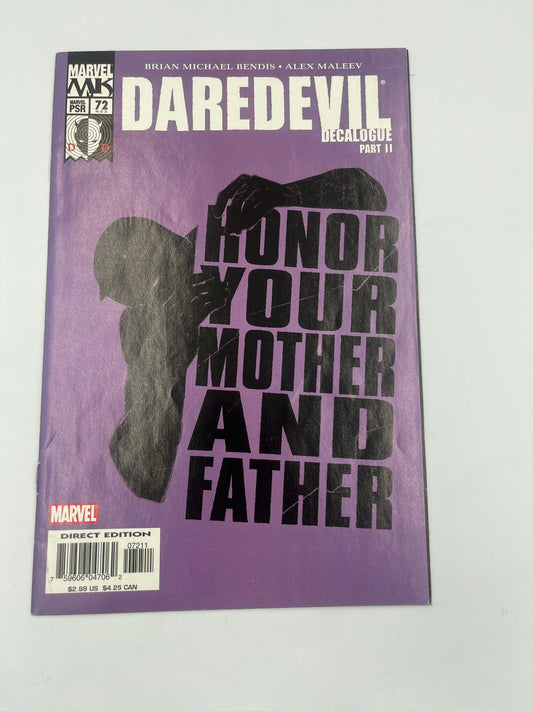 BRIAN MICHAEL BENDIS • ALEX MALEEV
MARVEL
MK
MARVEL PSR
72
DAREDEVIL
DECALOGUE
PART II
D D
HONOR
YOUR
MOTHER
AND
FATHER
MARVEL
DIRECT EDITION
07211
7 59606 04706 2
$2.99 US $4.25 CAN